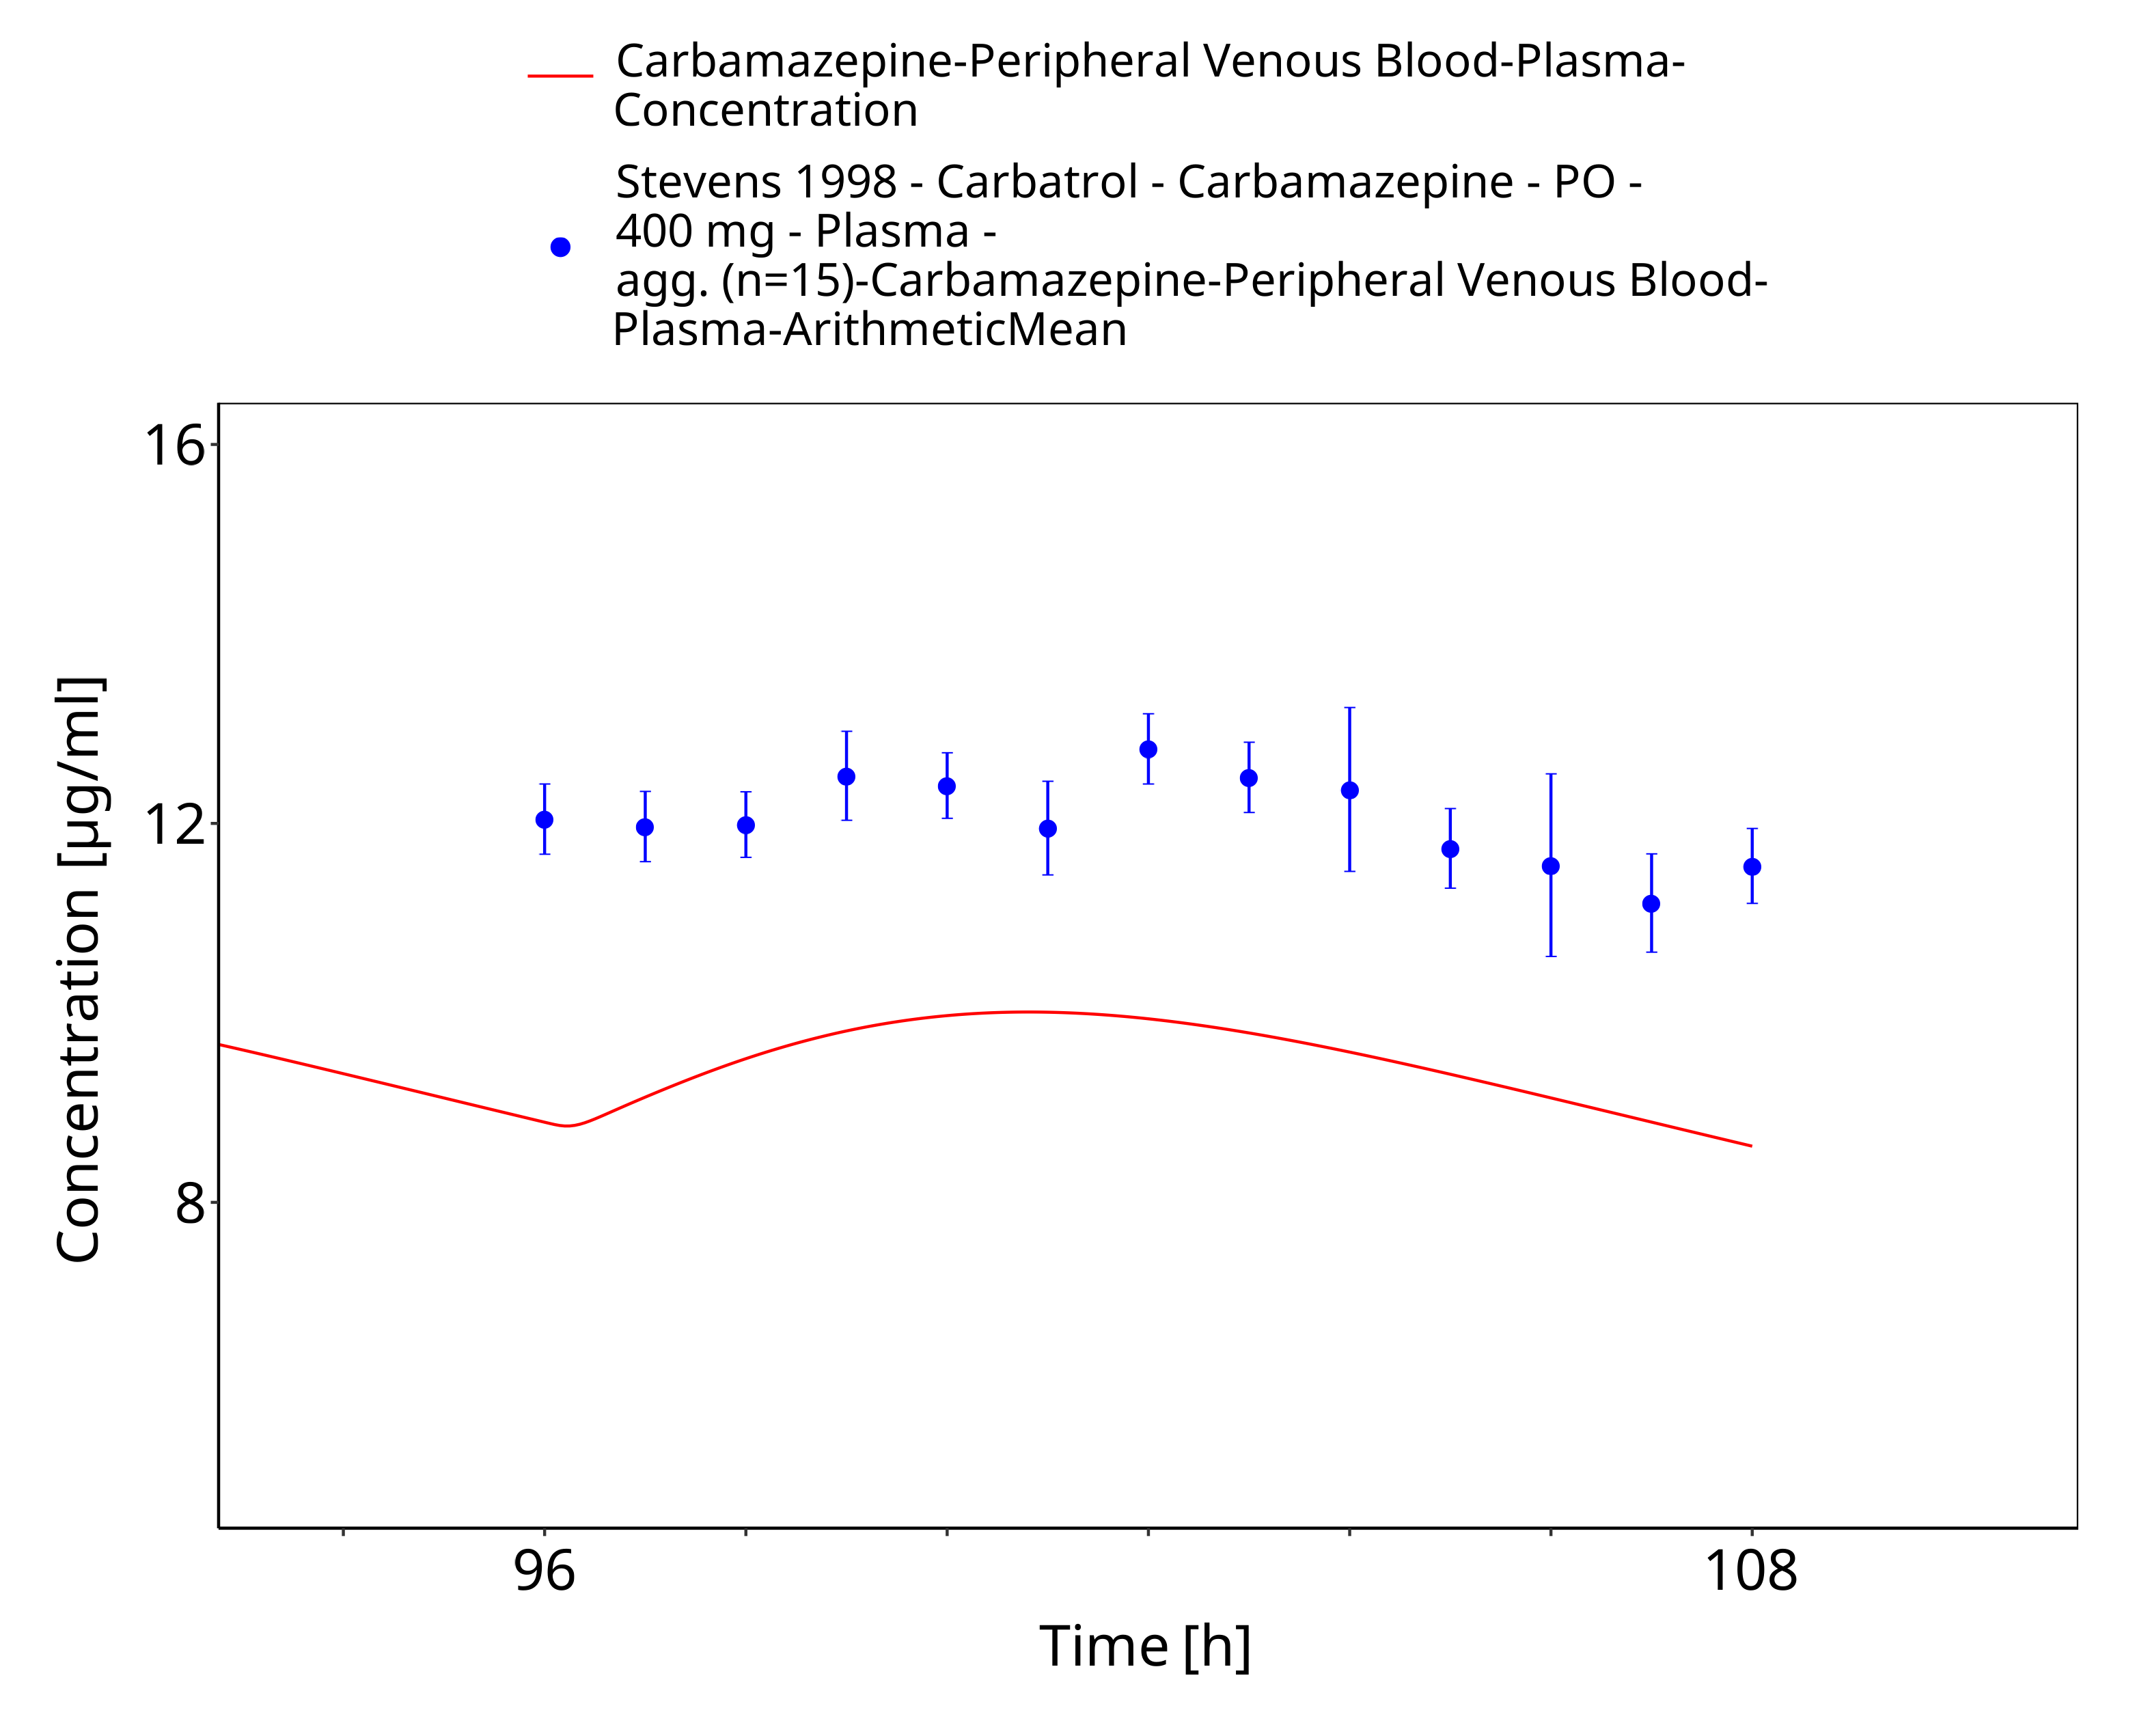 Carbamazepine-Peripheral Venous Blood-Plasma-
Concentration
Stevens 1998 - Carbatrol - Carbamazepine - PO -
400 mg - Plasma -
agg. (n=15)-Carbamazepine-Peripheral Venous Blood-
Plasma-ArithmeticMean
16
12
8
Concentration [µg/ml]
96
108
Time [h]